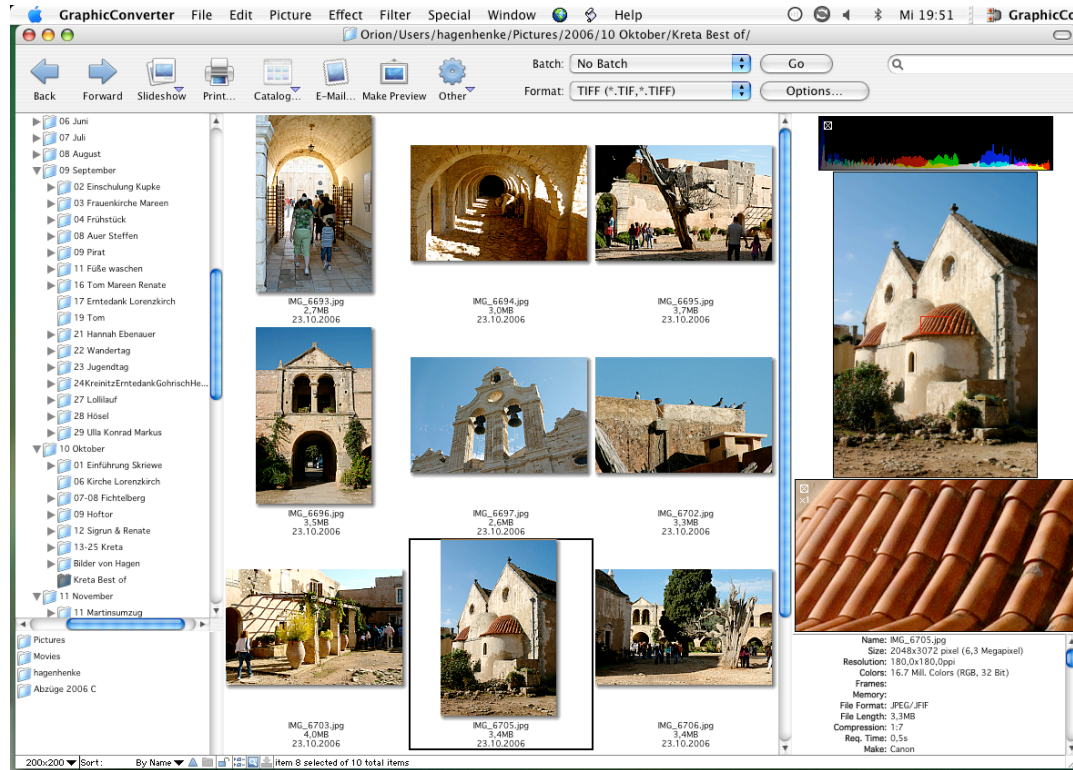 GraphicConverter File Edit Picture Effect Filter Special Window Help Mi 19:51 GraphicCo
Orion/Users/hagenhenke/Pictures/2006/10 Oktober/Kreta Best of/
Batch: No Batch Go
Back Forward Slideshow Print... Catalog... E-Mail... Make Preview Other
Format: TIFF (*.TIF,*.TIFF) Options...
06 Juni
07 Juli
08 August
09 September
02 Einschulung Kupke
03 Frauenkirche Mareen
04 Frühstück
08 Auer Steffen
09 Pirat
11 Füße waschen
16 Tom Mareen Renate
17 Erntedank Lorenzkirch
19 Tom
21 Hannah Ebenauer
22 Wandertag
23 Jugendtag
24KreinitzErntedankGohrischHe...
27 Lollilauf
28 Hösel
29 Ulla Konrad Markus
10 Oktober
01 Einführung Skriewe
06 Kirche Lorenzkirch
07-08 Fichtelberg
09 Hoftor
12 Sigrun & Renate
13-25 Kreta
Bilder von Hagen
Kreta Best of
11 November
11 Martinsumzug
Pictures
Movies
hagenhenke
Abzüge 2006 C
IMG_6693.jpg
2,7MB
23.10.2006
IMG_6694.jpg
3,0MB
23.10.2006
IMG_6695.jpg
3,7MB
23.10.2006
IMG_6696.jpg
3,5MB
23.10.2006
IMG_6697.jpg
2,6MB
23.10.2006
IMG_6702.jpg
3,3MB
23.10.2006
IMG_6703.jpg
4,0MB
23.10.2006
IMG_6705.jpg
3,4MB
23.10.2006
IMG_6706.jpg
3,4MB
23.10.2006
x1
Name: IMG_6705.jpg
Size: 2048x3072 pixel (6,3 Megapixel)
Resolution: 180,0x180,0ppi
Colors: 16.7 Mill. Colors (RGB, 32 Bit)
Frames:
Memory:
File Format: JPEG/JFIF
File Length: 3,3MB
Compression: 1:7
Req. Time: 0,5s
Make: Canon
200x200 Sort: By Name item 8 selected of 10 total items